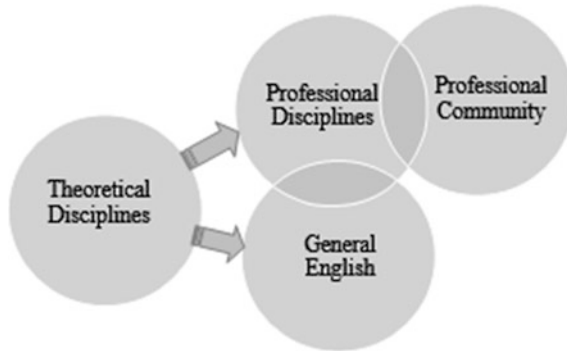 Professional
Disciplines
Professional
Community
Theoretical
Disciplines
General
English